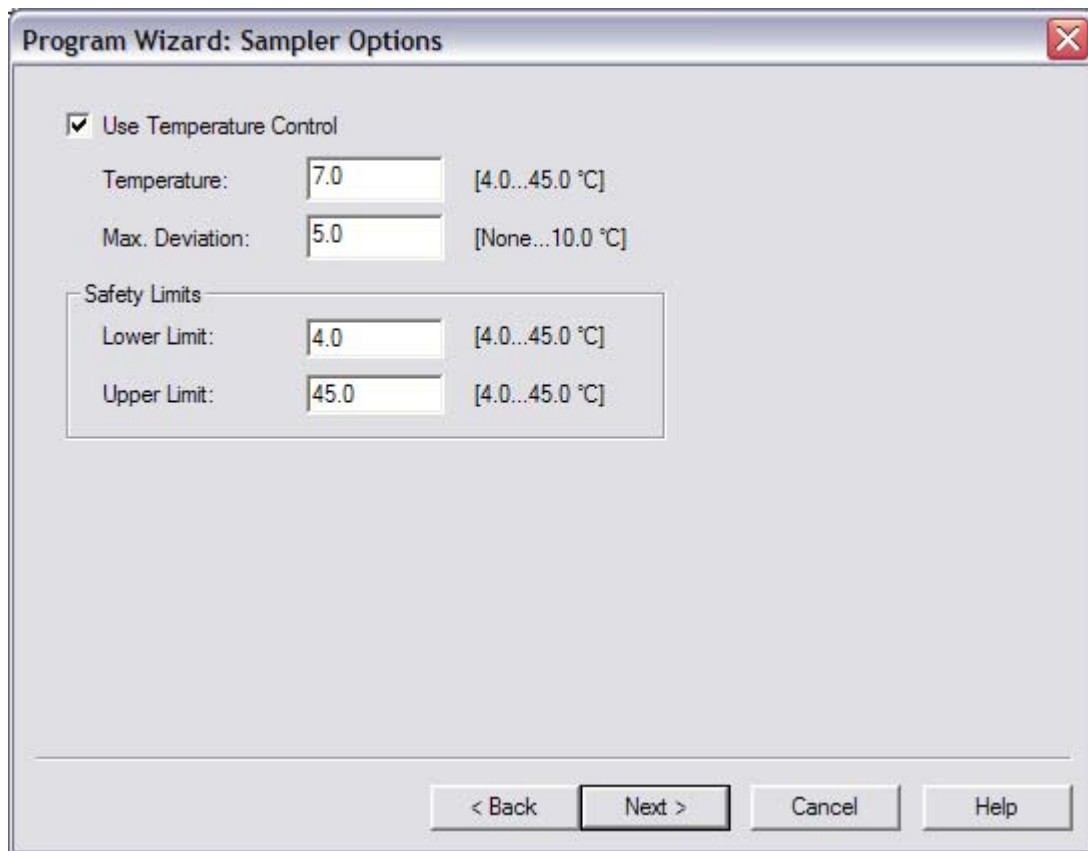 Program Wizard: Sampler Options
Use Temperature Control
Temperature: 7.0 [4.0...45.0 °C]
Max. Deviation: 5.0 [None...10.0 °C]
Safety Limits
Lower Limit: 4.0 [4.0...45.0 °C]
Upper Limit: 45.0 [4.0...45.0 °C]
< Back Next > Cancel Help